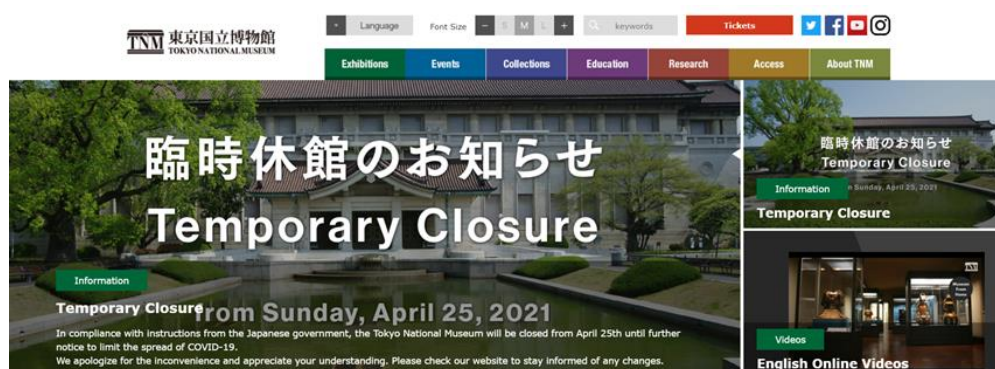 TNM 東京国立博物館
TOKYO NATIONAL MUSEUM
Language
Font Size − S M L +
keywords
Tickets
Exhibitions
Events
Collections
Education
Research
Access
About TNM
臨時休館のお知らせ
Temporary Closure
from Sunday, April 25, 2021
Information
Temporary Closure
In compliance with instructions from the Japanese government, the Tokyo National Museum will be closed from April 25th until further
notice to limit the spread of COVID-19.
We apologize for the inconvenience and appreciate your understanding. Please check our website to stay informed of any changes.
臨時休館のお知らせ
Temporary Closure
Sunday, April 25, 2021
Information
Temporary Closure
TNM
Museum
From
Home
Videos
English Online Videos